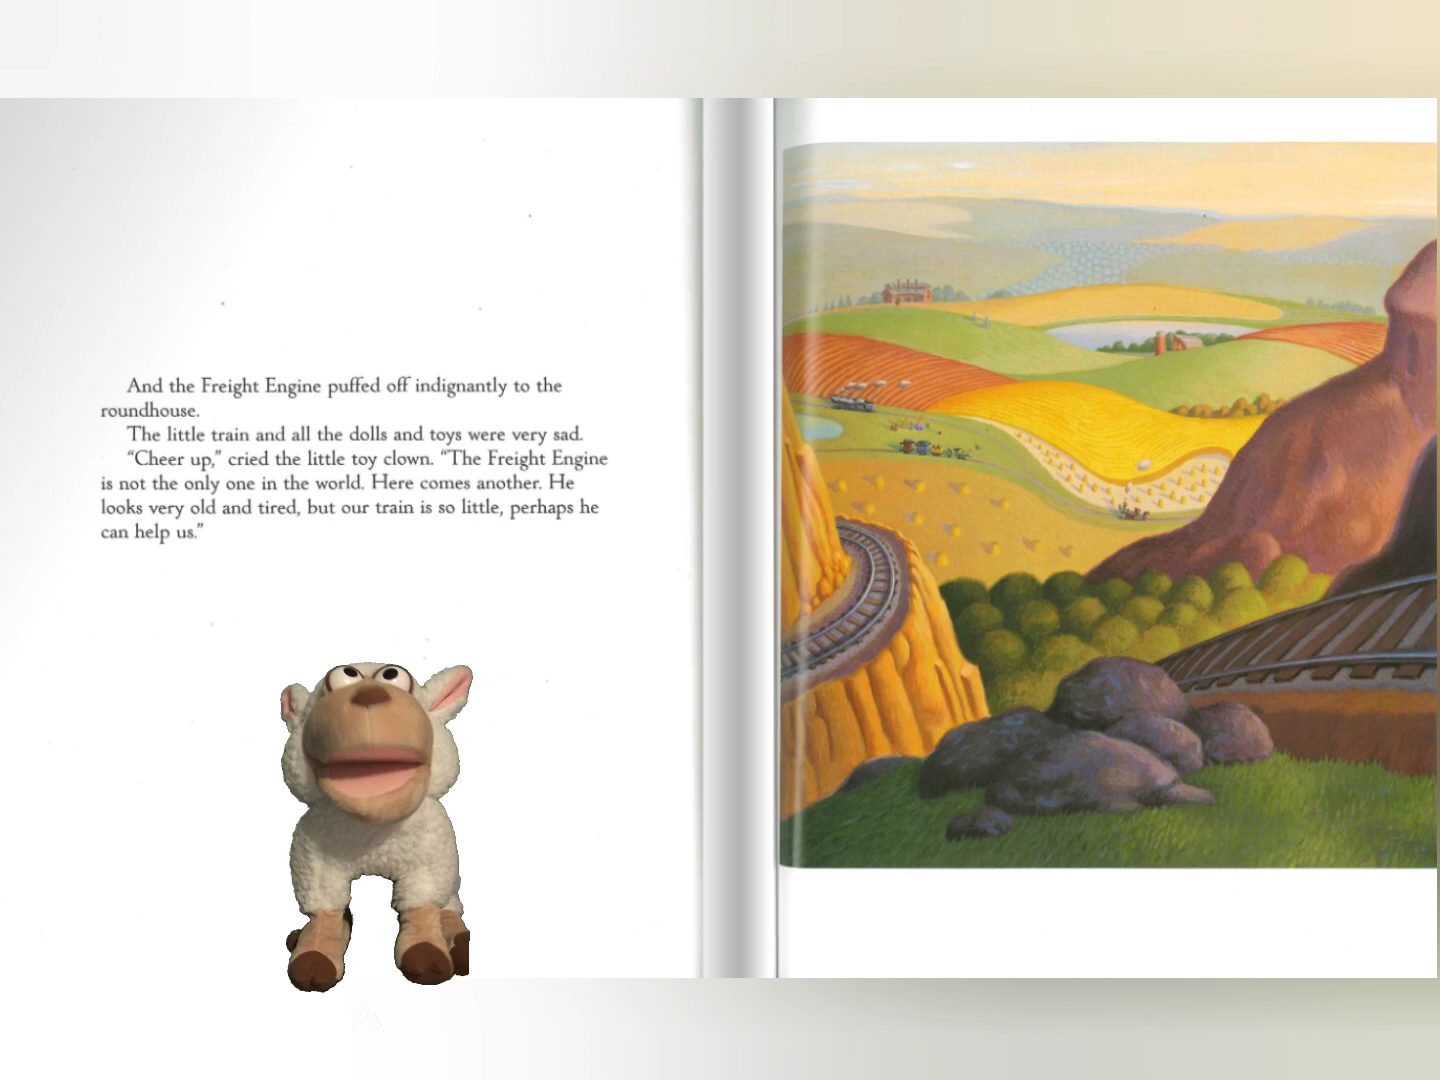 And the Freight Engine puffed off indignantly to the
roundhouse.
The little train and all the dolls and toys were very sad.
“Cheer up,” cried the little toy clown. “The Freight Engine
is not the only one in the world. Here comes another. He
looks very old and tired, but our train is so little, perhaps he
can help us.”